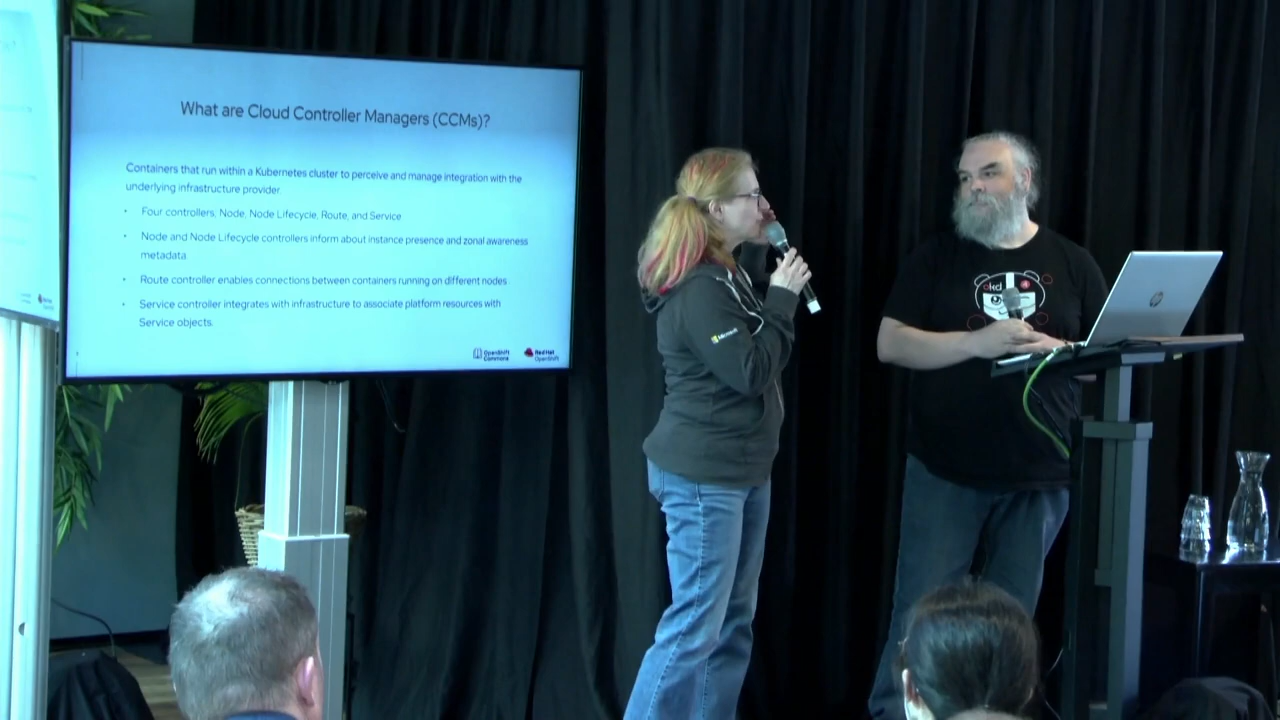 What are Cloud Controller Managers (CCMs)?
Containers that run within a Kubernetes cluster to perceive and manage integration with the
underlying infrastructure provider
• Four controllers, Node, Node Lifecycle, Route, and Service
• Node and Node Lifecycle controllers inform about instance presence and zonal awareness
metadata
• Route controller enables connections between containers running on different nodes
• Service controller integrates with infrastructure to associate platform resources with
Service objects.
OpenShift
Commons
Red Hat
OpenShift
Microsoft
okd
hp